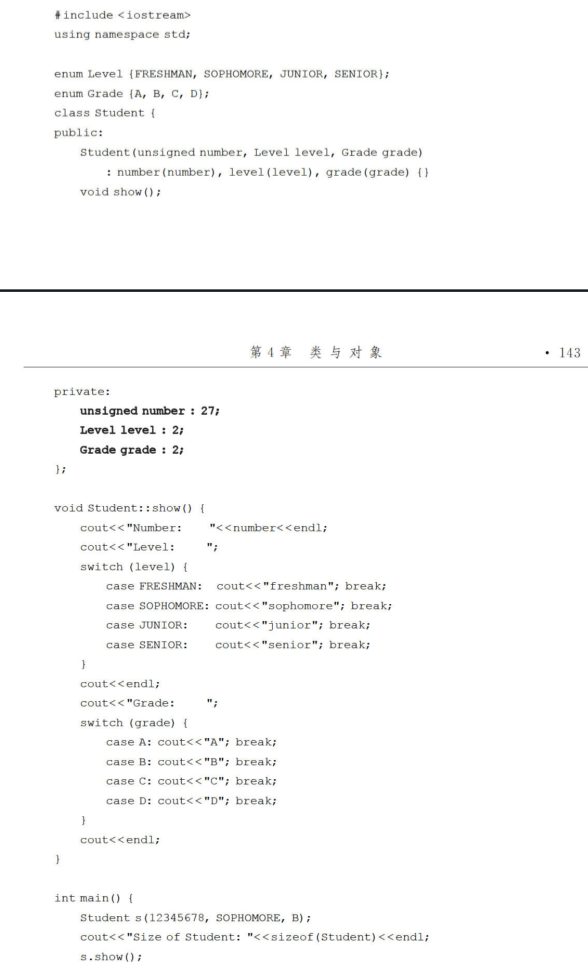 #include <iostream>
using namespace std;
enum Level {FRESHMAN, SOPHOMORE, JUNIOR, SENIOR};
enum Grade {A, B, C, D};
class Student {
public:
    Student(unsigned number, Level level, Grade grade)
        : number(number), level(level), grade(grade) {}
    void show();
第 4 章 类 与 对 象 • 143
private:
    unsigned number : 27;
    Level level : 2;
    Grade grade : 2;
};
void Student::show() {
    cout<<"Number:    "<<number<<endl;
    cout<<"Level:     ";
    switch (level) {
        case FRESHMAN:  cout<<"freshman"; break;
        case SOPHOMORE: cout<<"sophomore"; break;
        case JUNIOR:    cout<<"junior"; break;
        case SENIOR:    cout<<"senior"; break;
    }
    cout<<endl;
    cout<<"Grade:     ";
    switch (grade) {
        case A: cout<<"A"; break;
        case B: cout<<"B"; break;
        case C: cout<<"C"; break;
        case D: cout<<"D"; break;
    }
    cout<<endl;
}
int main() {
    Student s(12345678, SOPHOMORE, B);
    cout<<"Size of Student: "<<sizeof(Student)<<endl;
    s.show();